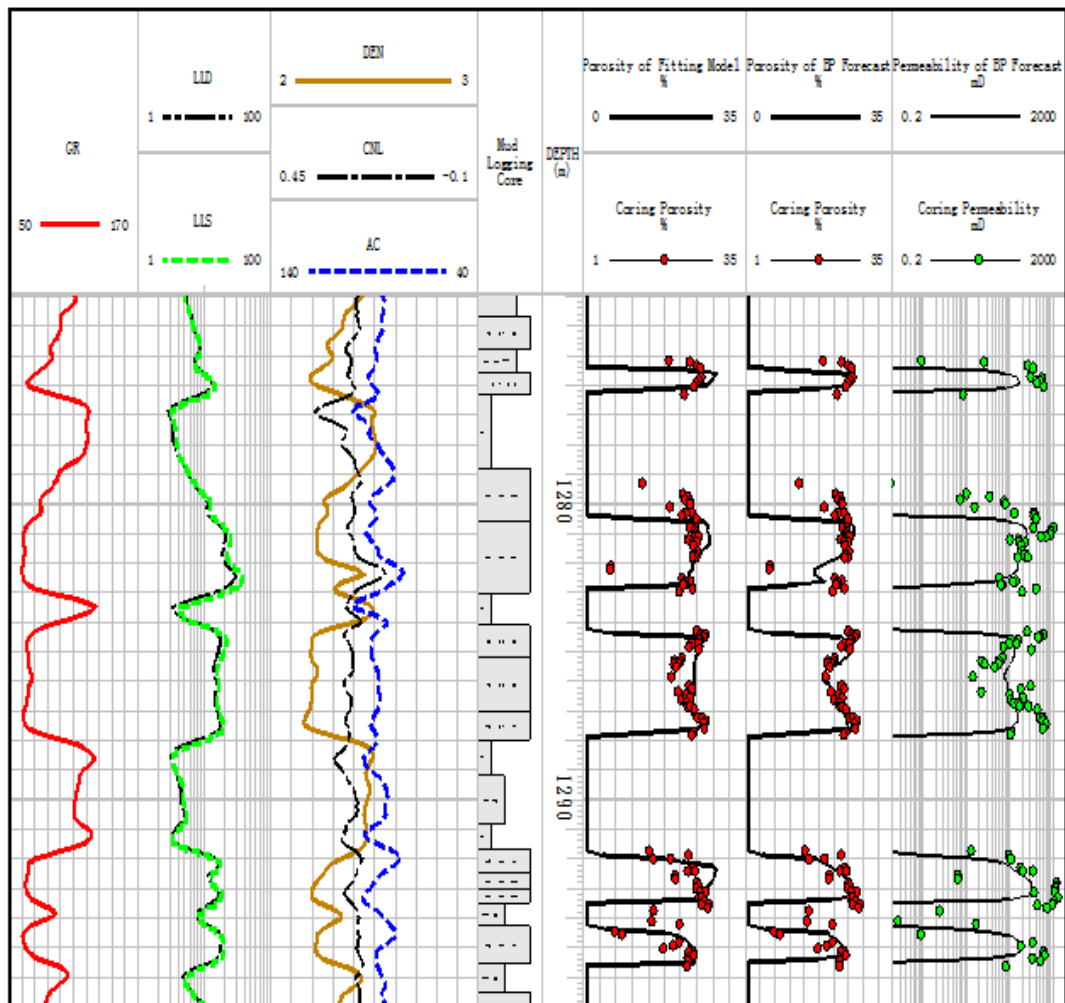 GR
50 170
LLD
1 100
LLS
1 100
DEN
2 3
CNL
0.45 -0.1
AC
140 40
Mud
Logging
Core
DEPTH
(m)
Porosity of Fitting Model
%
0 35
Coring Porosity
%
1 35
Porosity of BP Forecast
%
0 35
Coring Porosity
%
1 35
Permeability of BP Forecast
mD
0.2 2000
Coring Permeability
mD
0.2 2000
1280
1290